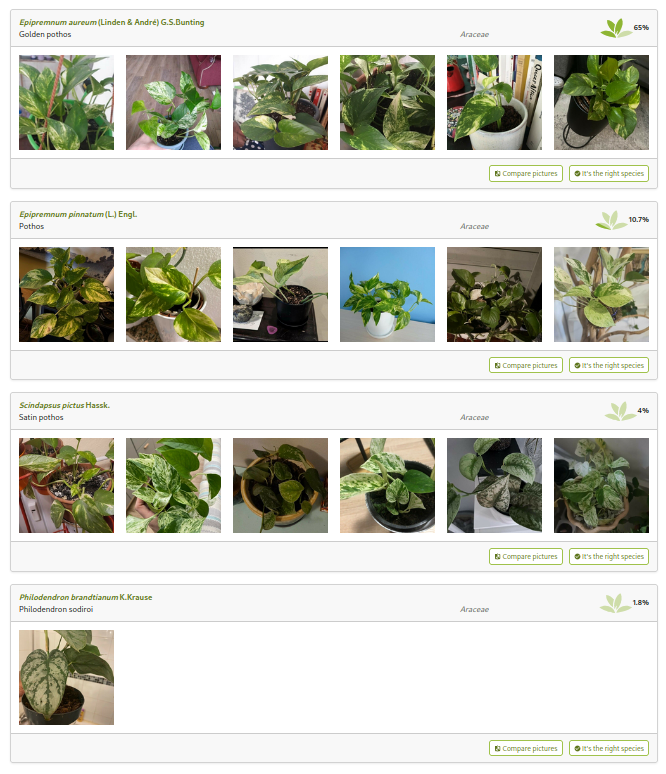 Epipremnum aureum (Linden & André) G.S.Bunting
Golden pothos
Araceae
65%
Compare pictures
It's the right species
Epipremnum pinnatum (L.) Engl.
Pothos
Araceae
10.7%
Compare pictures
It's the right species
Scindapsus pictus Hassk.
Satin pothos
Araceae
4%
Compare pictures
It's the right species
Philodendron brandtianum K.Krause
Philodendron sodiroi
Araceae
1.8%
Compare pictures
It's the right species